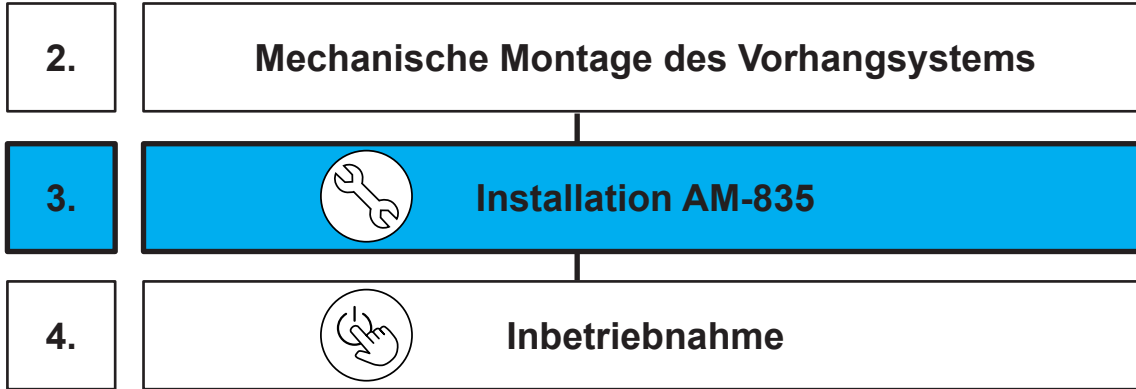 2. Mechanische Montage des Vorhangsystems
3. Installation AM-835
4. Inbetriebnahme